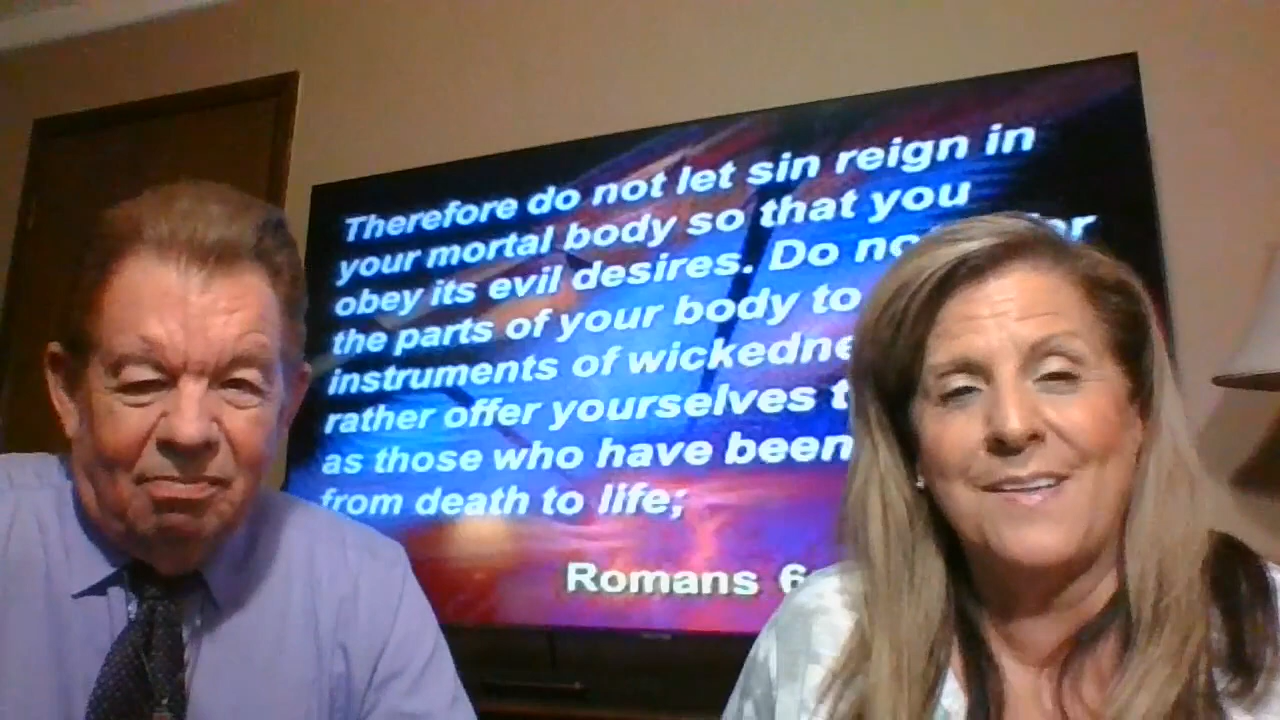 Therefore do not let sin reign in
your mortal body so that you
obey its evil desires. Do
the parts of your body to
instruments of
rather offer yourselves
as those who have been
from death to life;
Romans 6